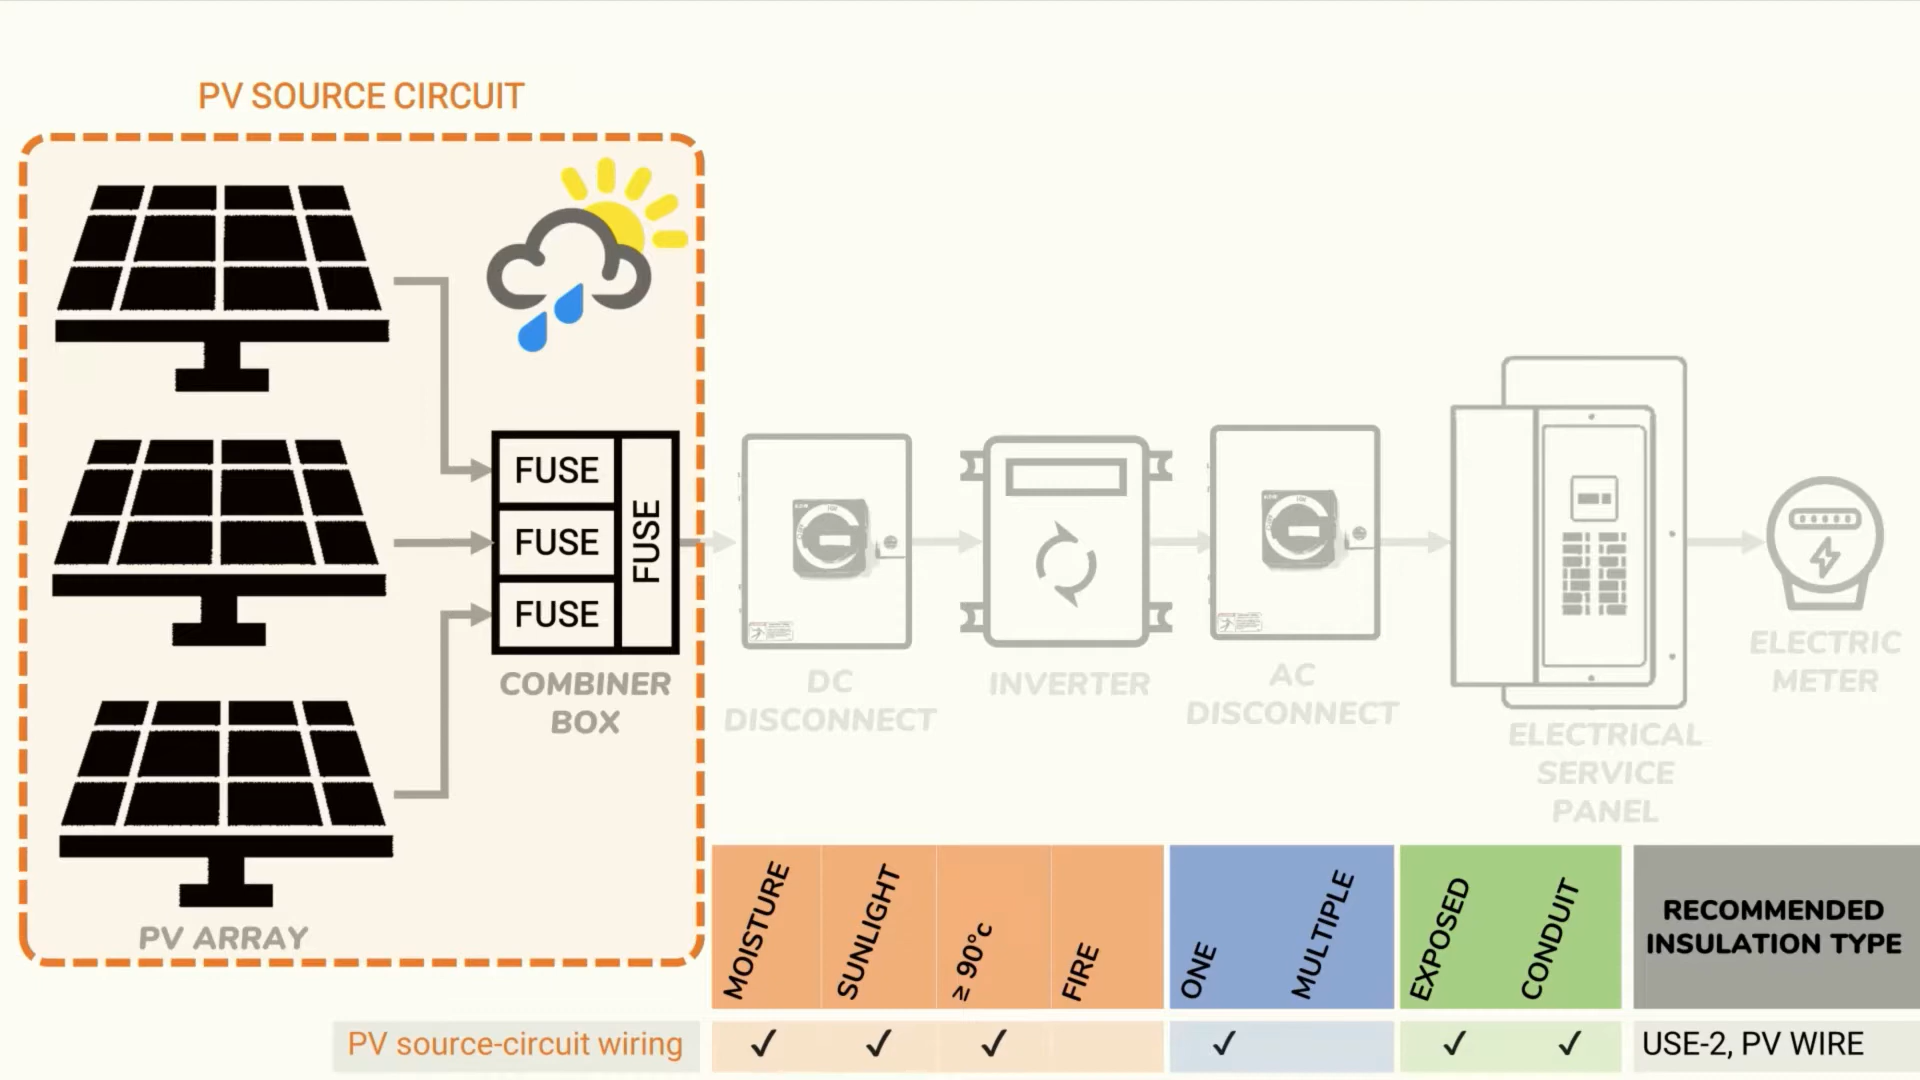 PV SOURCE CIRCUIT
FUSE
FUSE
FUSE
FUSE
COMBINER
BOX
PV ARRAY
DC
DISCONNECT
INVERTER
AC
DISCONNECT
ELECTRICAL
SERVICE
PANEL
ELECTRIC
METER
MOISTURE
SUNLIGHT
≥ 90°c
FIRE
ONE
MULTIPLE
EXPOSED
CONDUIT
RECOMMENDED
INSULATION TYPE
PV source-circuit wiring ✓ ✓ ✓ ✓ ✓ ✓ USE-2, PV WIRE